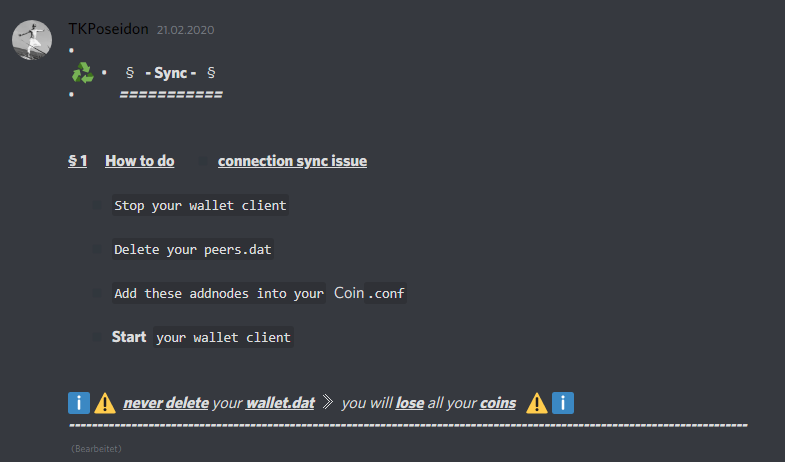 TKPoseidon 21.02.2020
•
♻ • § - Sync - §
• ===========
§ 1 How to do connection sync issue
Stop your wallet client
Delete your peers.dat
Add these addnodes into your Coin .conf
Start your wallet client
ℹ ⚠ never delete your wallet.dat ⨠ you will lose all your coins ⚠ ℹ
(Bearbeitet)